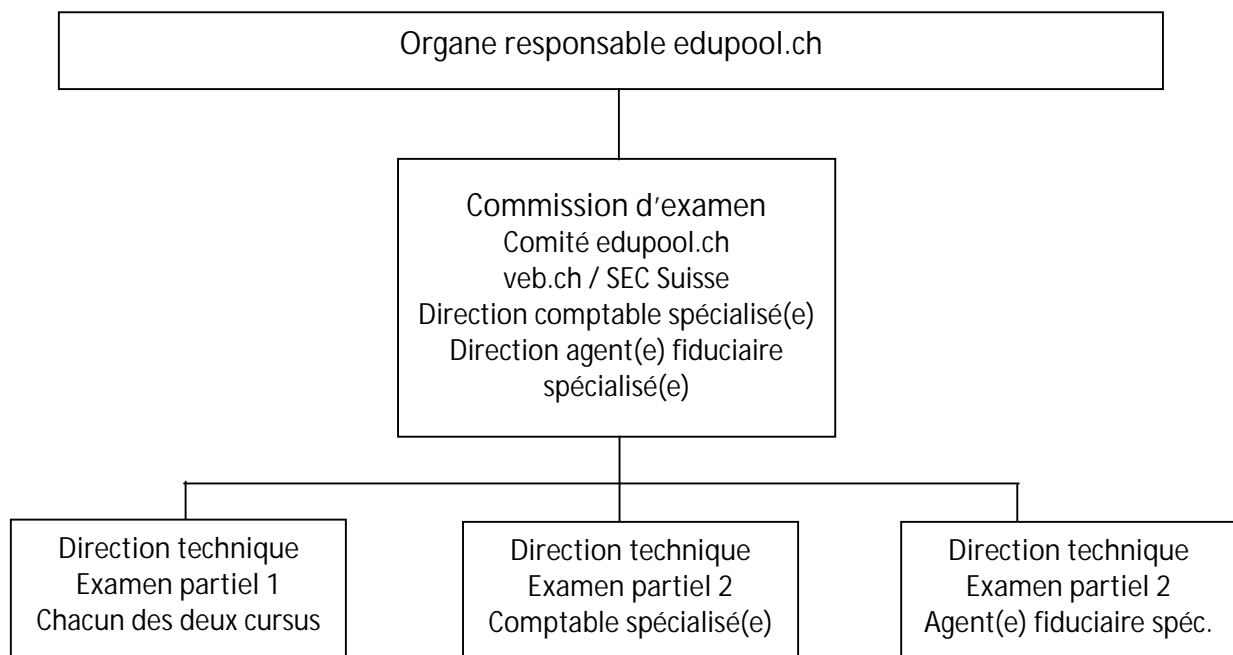 Organe responsable edupool.ch
Commission d'examen
Comité edupool.ch
veb.ch / SEC Suisse
Direction comptable spécialisé(e)
Direction agent(e) fiduciaire
spécialisé(e)
Direction technique
Examen partiel 1
Chacun des deux cursus
Direction technique
Examen partiel 2
Comptable spécialisé(e)
Direction technique
Examen partiel 2
Agent(e) fiduciaire spéc.